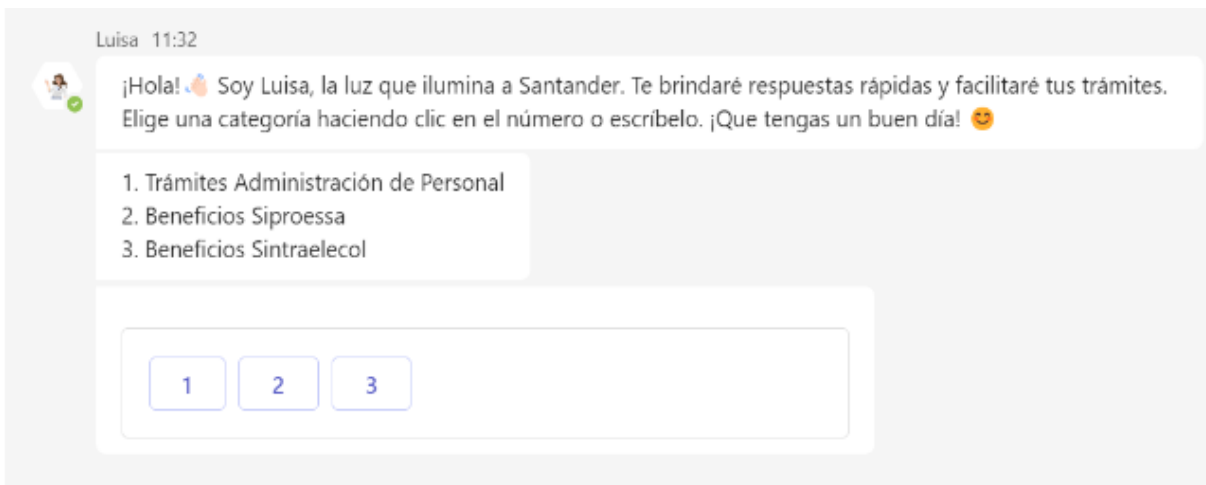 Luisa 11:32
¡Hola! 👋🏻 Soy Luisa, la luz que ilumina a Santander. Te brindaré respuestas rápidas y facilitaré tus trámites.
Elige una categoría haciendo clic en el número o escríbelo. ¡Que tengas un buen día! 😊
1. Trámites Administración de Personal
2. Beneficios Siproessa
3. Beneficios Sintraelecol
1 2 3